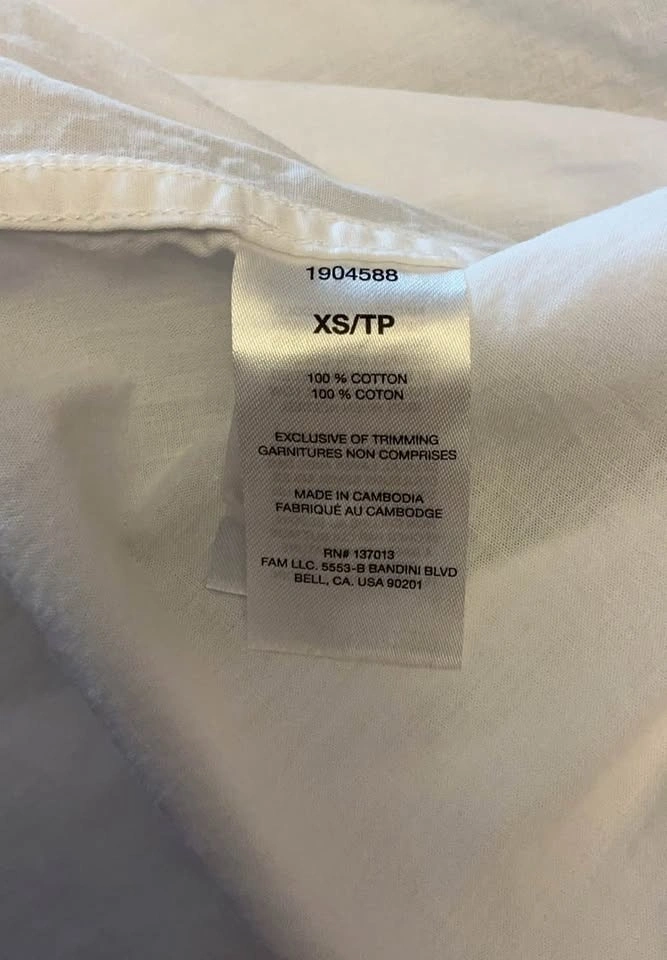 1904588
XS/TP
100 % COTTON
100 % COTON
EXCLUSIVE OF TRIMMING
GARNITURES NON COMPRISES
MADE IN CAMBODIA
FABRIQUÉ AU CAMBODGE
RN# 137013
FAM LLC. 5553-B BANDINI BLVD
BELL, CA. USA 90201